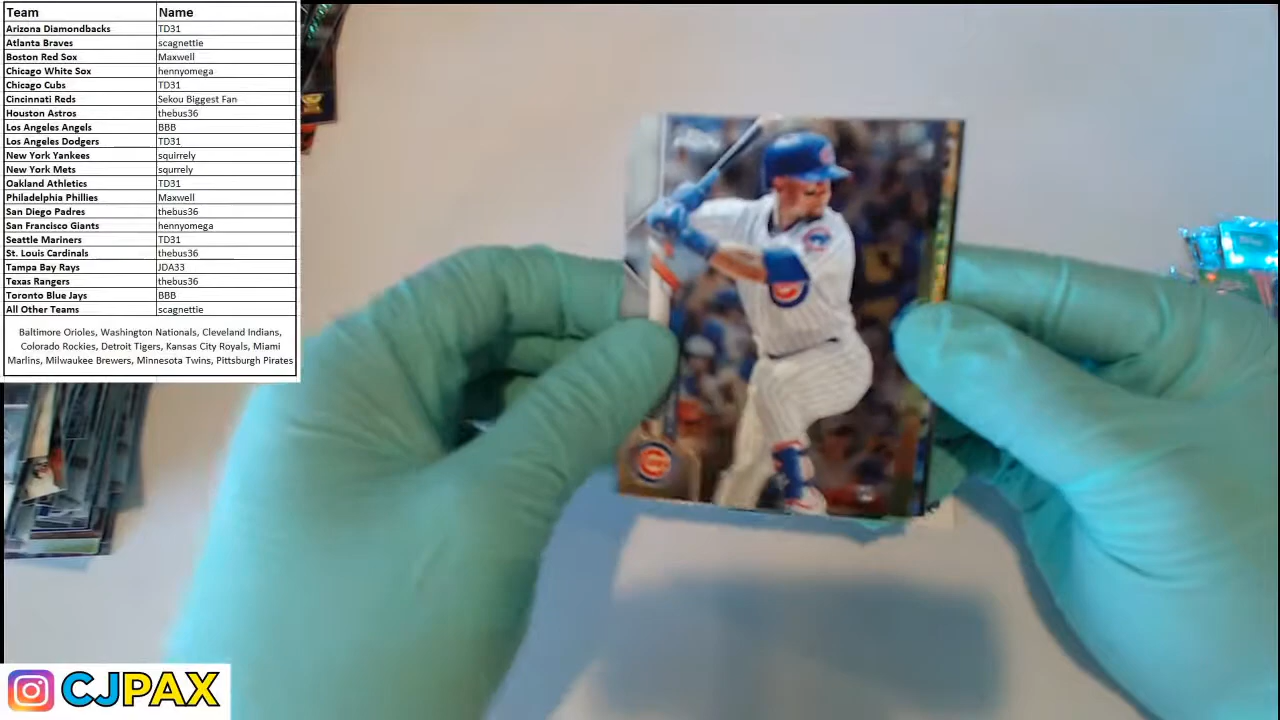 Team Name
Arizona Diamondbacks TD31
Atlanta Braves scagnettie
Boston Red Sox Maxwell
Chicago White Sox hennyomega
Chicago Cubs TD31
Cincinnati Reds Sekou Biggest Fan
Houston Astros thebus36
Los Angeles Angels BBB
Los Angeles Dodgers TD31
New York Yankees squirrely
New York Mets squrrely
Oakland Athletics TD31
Philadelphia Phillies Maxwell
San Diego Padres thebus36
San Francisco Giants hennyomega
Seattle Mariners TD31
St. Louis Cardinals thebus36
Tampa Bay Rays JDA33
Texas Rangers thebus36
Toronto Blue Jays BBB
All Other Teams scagnettie
Baltimore Orioles, Washington Nationals, Cleveland Indians,
Colorado Rockies, Detroit Tigers, Kansas City Royals, Miami
Marlins, Milwaukee Brewers, Minnesota Twins, Pittsburgh Pirates
CJPAX